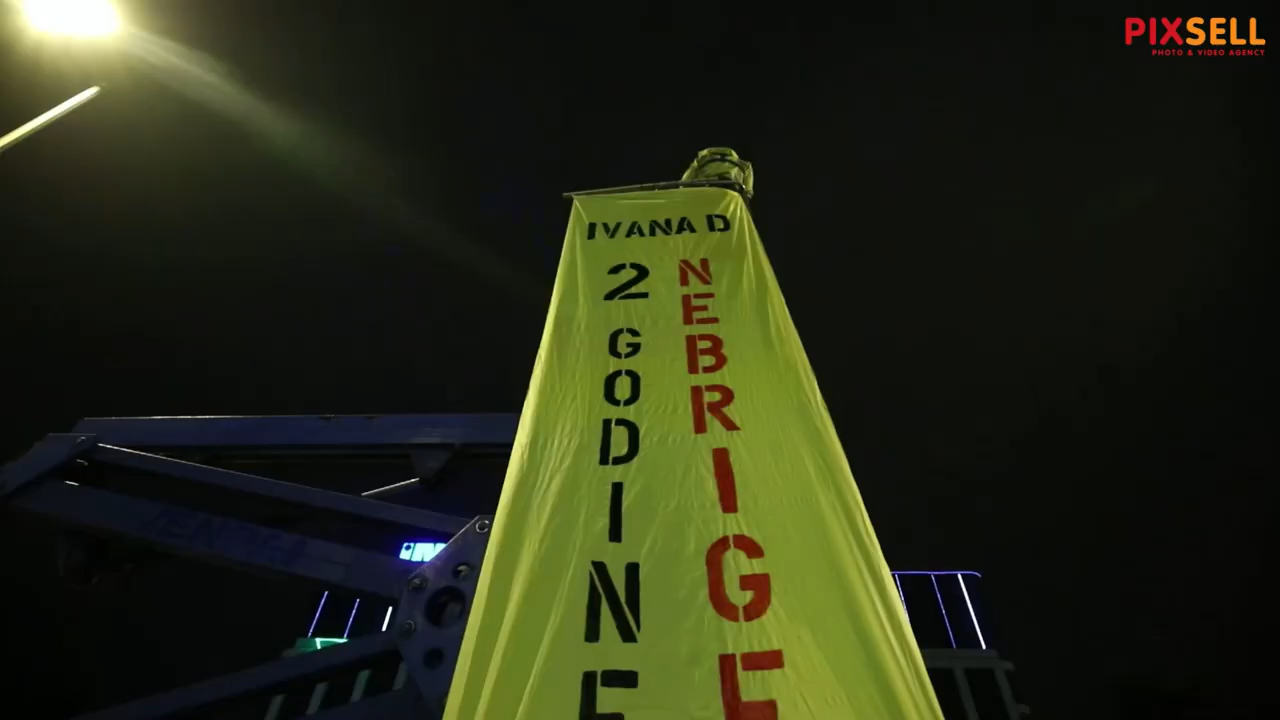 PIXSELL
PHOTO & VIDEO AGENCY
IVANA D
2 GODINE
NEBRIGE